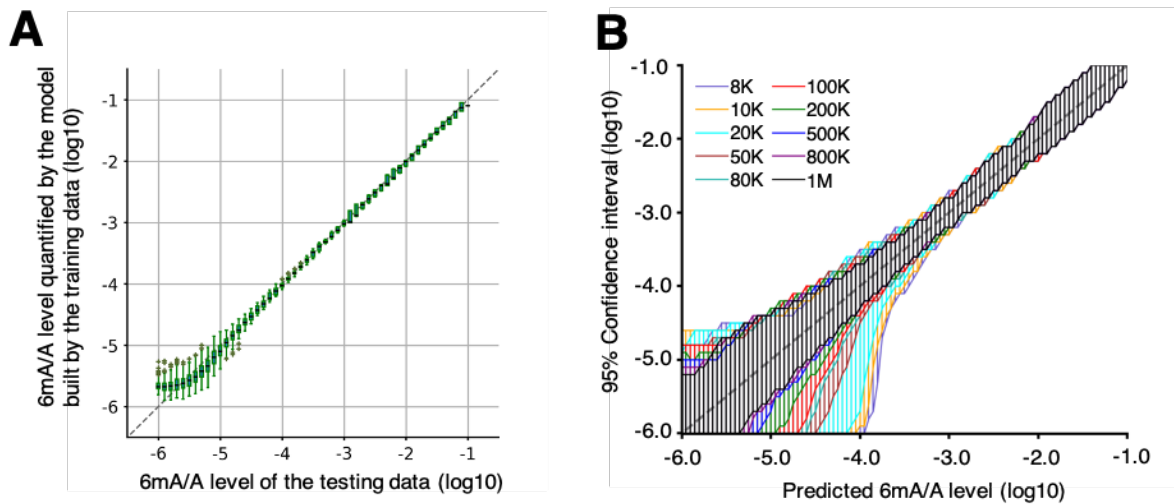 A
6mA/A level quantified by the model
built by the training data (log10)
-1
-2
-3
-4
-5
-6
-6 -5 -4 -3 -2 -1
6mA/A level of the testing data (log10)
B
95% Confidence interval (log10)
-1.0
-2.0
-3.0
-4.0
-5.0
-6.0
8K 100K
10K 200K
20K 500K
50K 800K
80K 1M
-6.0 -5.0 -4.0 -3.0 -2.0 -1.0
Predicted 6mA/A level (log10)